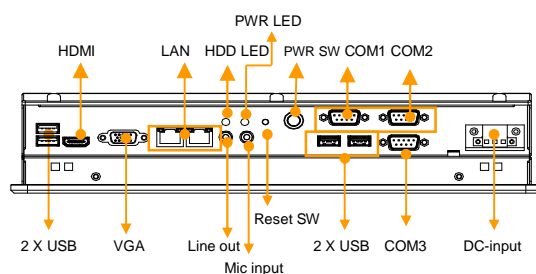 PWR LED
HDMI LAN HDD LED PWR SW COM1 COM2
Reset SW
2 X USB VGA Line out 2 X USB COM3 DC-input
Mic input